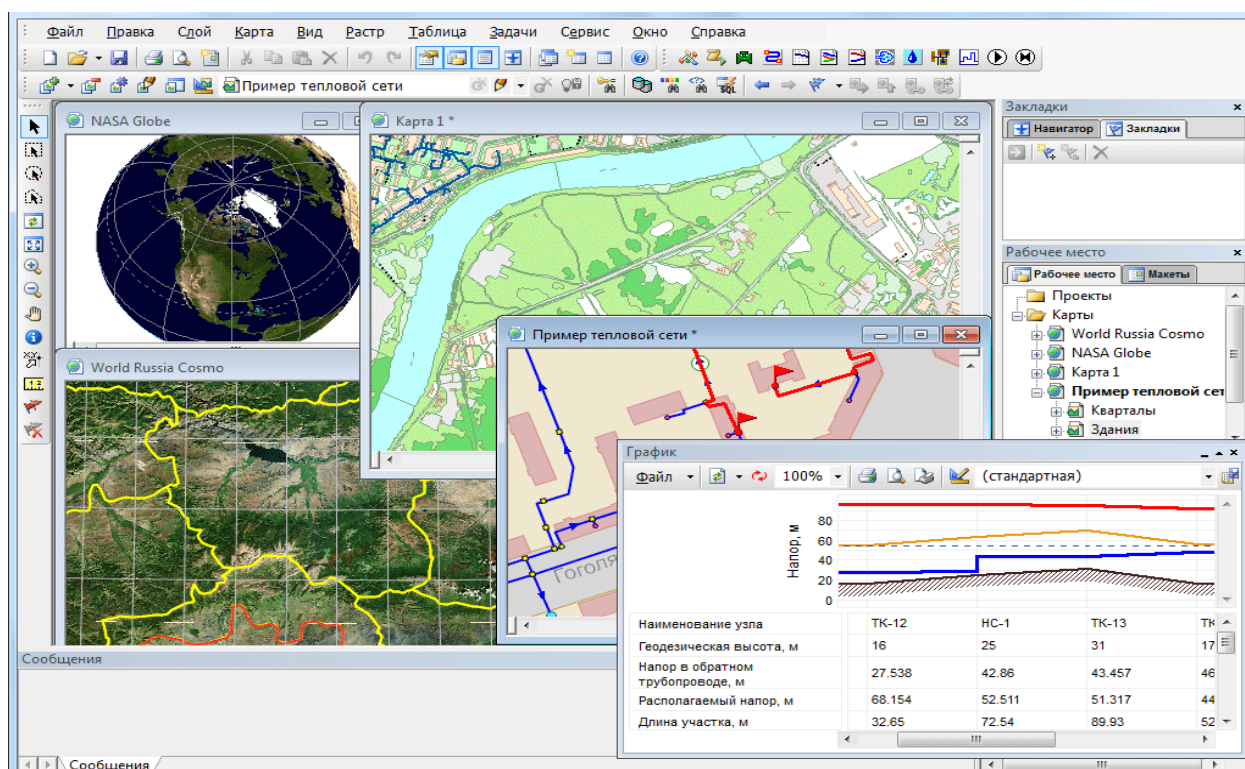 Файл Правка Слой Карта Вид Растр Таблица Задачи Сервис Окно Справка
Пример тепловой сети
SQL
NASA Globe
Карта 1 *
World Russia Cosmo
Пример тепловой сети *
Гоголя
Закладки
Навигатор Закладки
Рабочее место
Рабочее место Макеты
Проекты
Карты
World Russia Cosmo
NASA Globe
Карта 1
Пример тепловой сет
Кварталы
Здания
График
Файл 100% (стандартная)
Напор, м
80
60
40
20
0
Наименование узла ТК-12 НС-1 ТК-13 ТК
Геодезическая высота, м 16 25 31 17
Напор в обратном
трубопроводе, м 27.538 42.86 43.457 46
Располагаемый напор, м 68.154 52.511 51.317 44
Длина участка, м 32.65 72.54 89.93 52
Сообщения
Сообщения